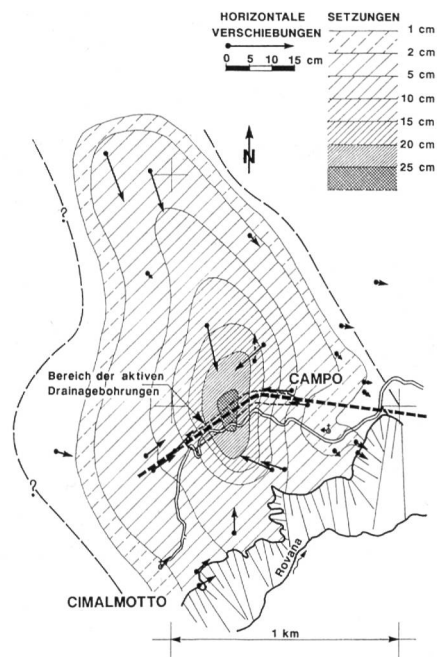 HORIZONTALE
VERSCHIEBUNGEN
0 5 10 15 cm
SETZUNGEN
1 cm
2 cm
5 cm
10 cm
15 cm
20 cm
25 cm
N
?
Bereich der aktiven
Drainagebohrungen
CAMPO
?
Rovana
CIMALMOTTO
1 km